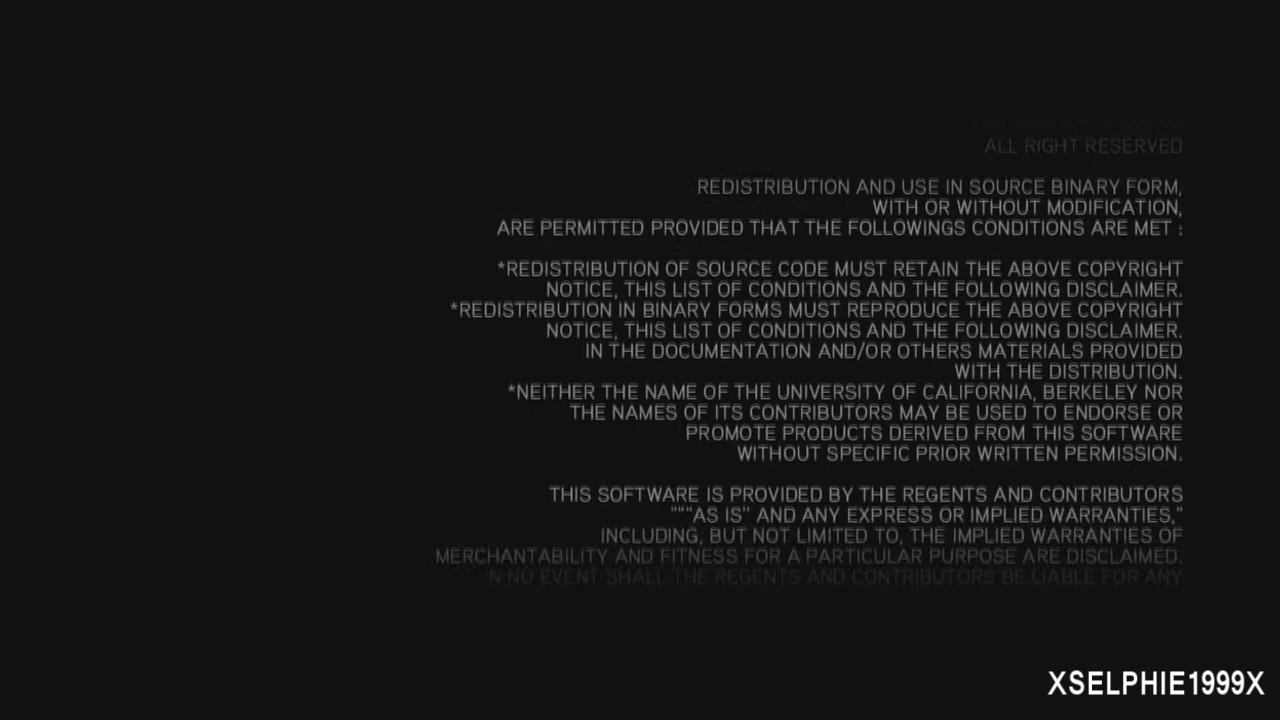 ALL RIGHT RESERVED
REDISTRIBUTION AND USE IN SOURCE BINARY FORM,
WITH OR WITHOUT MODIFICATION,
ARE PERMITTED PROVIDED THAT THE FOLLOWINGS CONDITIONS ARE MET :
*REDISTRIBUTION OF SOURCE CODE MUST RETAIN THE ABOVE COPYRIGHT
NOTICE, THIS LIST OF CONDITIONS AND THE FOLLOWING DISCLAIMER.
*REDISTRIBUTION IN BINARY FORMS MUST REPRODUCE THE ABOVE COPYRIGHT
NOTICE, THIS LIST OF CONDITIONS AND THE FOLLOWING DISCLAIMER.
IN THE DOCUMENTATION AND/OR OTHERS MATERIALS PROVIDED
WITH THE DISTRIBUTION.
*NEITHER THE NAME OF THE UNIVERSITY OF CALIFORNIA, BERKELEY NOR
THE NAMES OF ITS CONTRIBUTORS MAY BE USED TO ENDORSE OR
PROMOTE PRODUCTS DERIVED FROM THIS SOFTWARE
WITHOUT SPECIFIC PRIOR WRITTEN PERMISSION.
THIS SOFTWARE IS PROVIDED BY THE REGENTS AND CONTRIBUTORS
"""AS IS" AND ANY EXPRESS OR IMPLIED WARRANTIES,"
INCLUDING, BUT NOT LIMITED TO, THE IMPLIED WARRANTIES OF
MERCHANTABILITY AND FITNESS FOR A PARTICULAR PURPOSE ARE DISCLAIMED.
N NO EVENT SHALL THE REGENTS AND CONTRIBUTORS BE LIABLE FOR ANY
XSELPHIE1999X